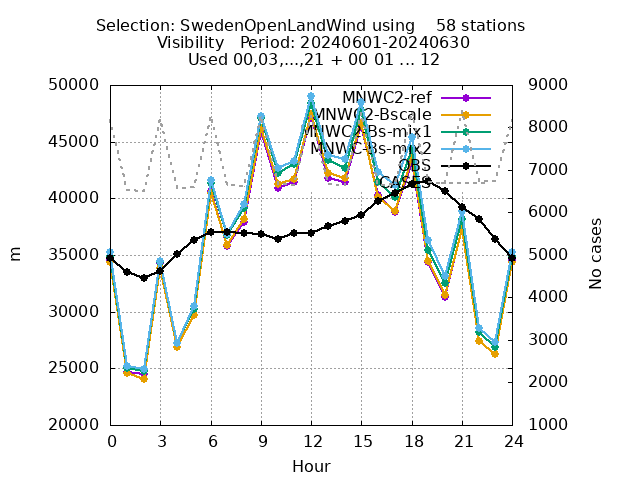 Selection: SwedenOpenLandWind using    58 stations
Visibility   Period: 20240601-20240630
Used 00,03,...,21 + 00 01 ... 12
50000
45000
40000
35000
30000
25000
20000
9000
8000
7000
6000
5000
4000
3000
2000
1000
MNWC2-ref
MNWC2-Bscale
MNWC2-Bs-mix1
MNWC-Bs-mix2
OBS
CASES
m
No cases
0 3 6 9 12 15 18 21 24
Hour